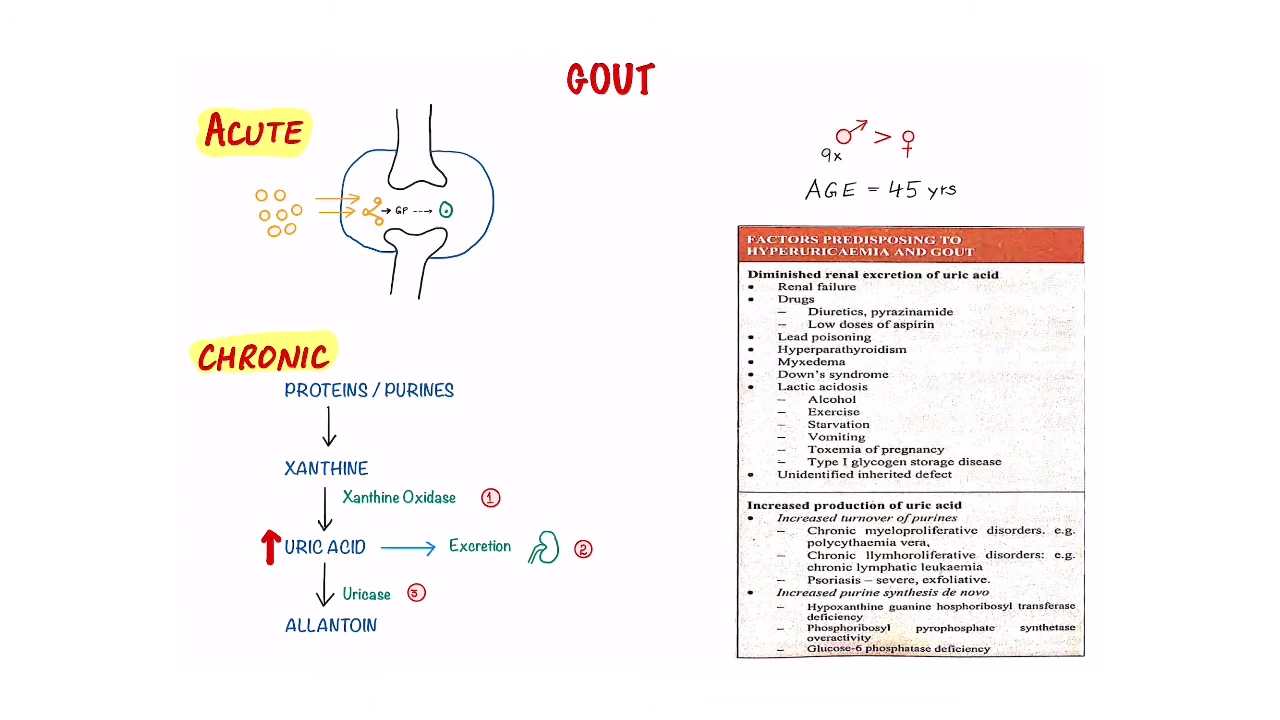 GOUT
ACUTE
GP
CHRONIC
PROTEINS / PURINES
XANTHINE
Xanthine Oxidase 1
URIC ACID
Excretion 2
Uricase 3
ALLANTOIN
♂ > ♀
9x
AGE = 45 yrs
FACTORS PREDISPOSING TO
HYPERURICAEMIA AND GOUT
Diminished renal excretion of uric acid
• Renal failure
• Drugs
– Diuretics, pyrazinamide
– Low doses of aspirin
• Lead poisoning
• Hyperparathyroidism
• Myxedema
• Down's syndrome
• Lactic acidosis
– Alcohol
– Exercise
– Starvation
– Vomiting
– Toxemia of pregnancy
– Type I glycogen storage disease
• Unidentified inherited defect
Increased production of uric acid
• Increased turnover of purines
– Chronic myeloproliferative disorders. e.g.
polycythaemia vera,
– Chronic llymhoroliferative disorders: e.g.
chronic lymphatic leukaemia
– Psoriasis – severe, exfoliative.
• Increased purine synthesis de novo
– Hypoxanthine guanine hosphoribosyl transferase
deficiency
– Phosphoribosyl pyrophosphate synthetase
overactivity
– Glucose-6 phosphatase deficiency